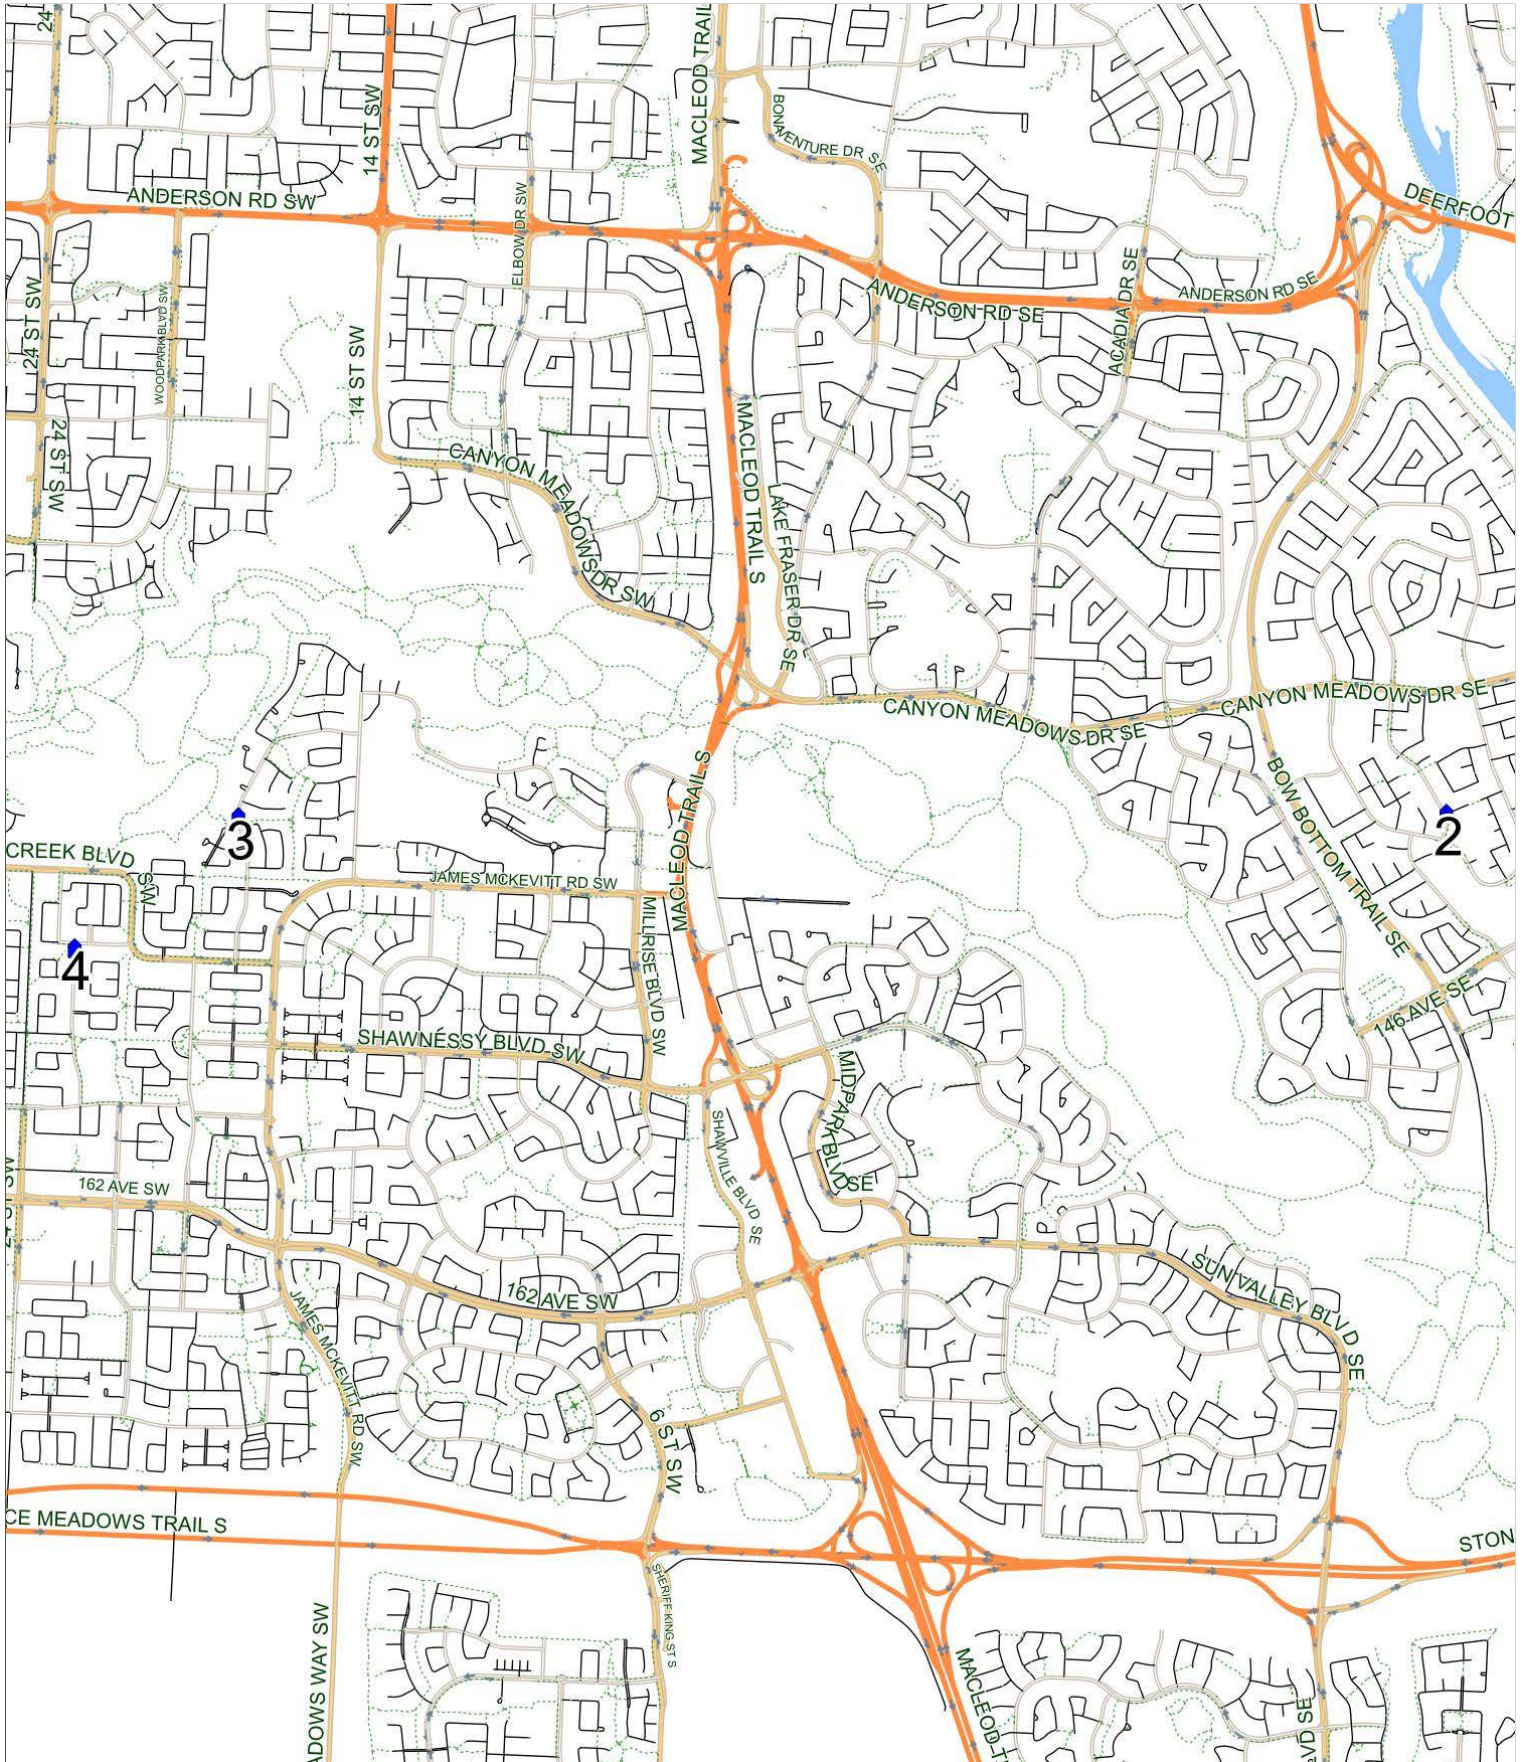 24
MACLEOD TRAIL
14 ST SW
BONAVENTURE DR SE
ANDERSON RD SW
ELBOW DR SW
DEERFOOT
24 ST SW
WOODPARK BLVD SW
14 ST SW
ANDERSON RD SE
ACADIA DR SE
ANDERSON RD SE
24 ST SW
CANYON MEADOWS DR SW
MACLEOD TRAIL S
LAKE FRASER DR SE
CANYON MEADOWS DR SE
CANYON MEADOWS DR SE
MACLEOD TRAIL S
BOW BOTTOM TRAIL SE
2
3
CREEK BLVD SW
JAMES MCKEVITT RD SW
4
MILLRISE BLVD SW
146 AVE SE
SHAWNESSY BLVD SW
MIDPARK BLVD SE
SHAWVILLE BLVD SE
162 AVE SW
SUN VALLEY BLVD SE
162 AVE SW
JAMES MCKEVITT RD SW
6 ST SW
CE MEADOWS TRAIL S
STON
SHERIFF KING ST S
ADOWS WAY SW
MACLEOD T
VD SE